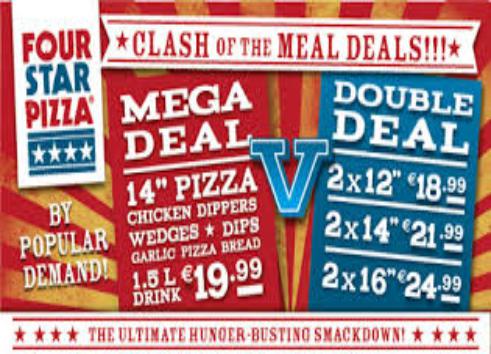 FOUR
STAR
PIZZA®
★★★★
BY
POPULAR
DEMAND!
★CLASH OF THE MEAL DEALS!!!★
MEGA
DEAL
14" PIZZA
CHICKEN DIPPERS
WEDGES ★ DIPS
GARLIC PIZZA BREAD
1.5 L
DRINK
€19.99
V
DOUBLE
DEAL
2x12" €18.99
2x14" €21.99
2x16" €24.99
★ ★ ★ ★ THE ULTIMATE HUNGER-BUSTING SMACKDOWN! ★ ★ ★ ★